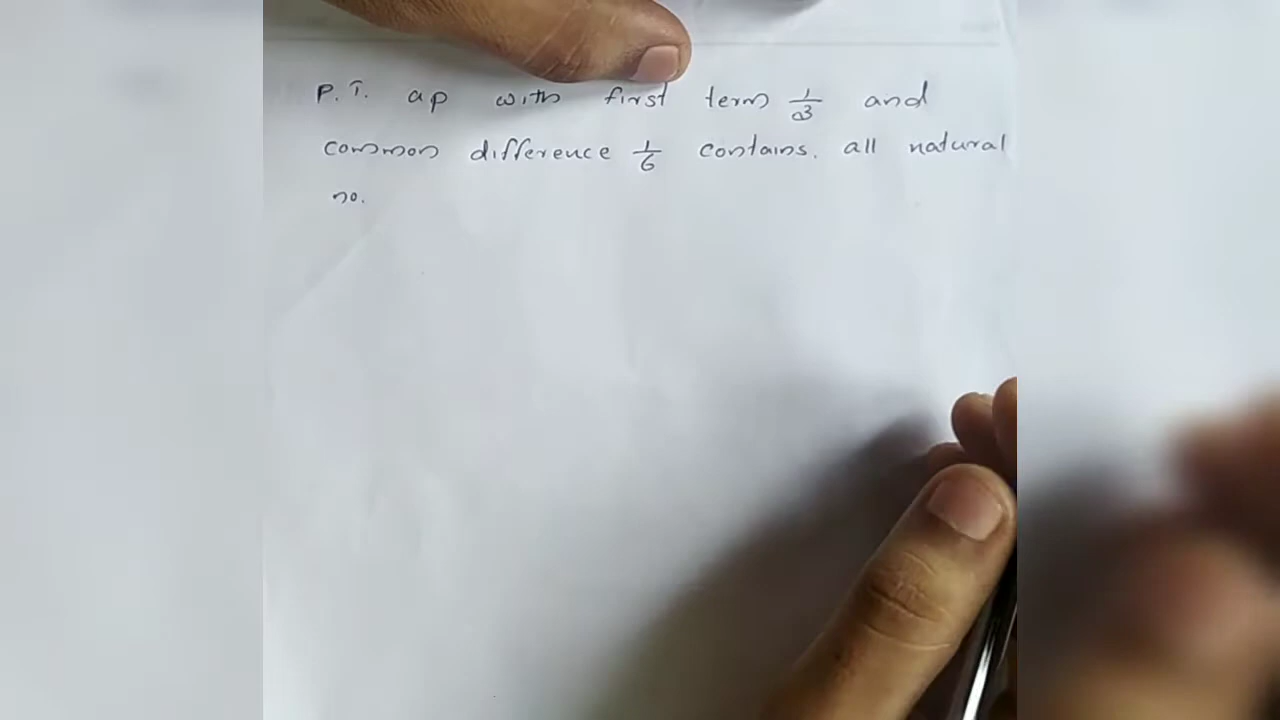 P.T. ap with first term 1/3 and
common difference 1/6 contains. all natural
no.